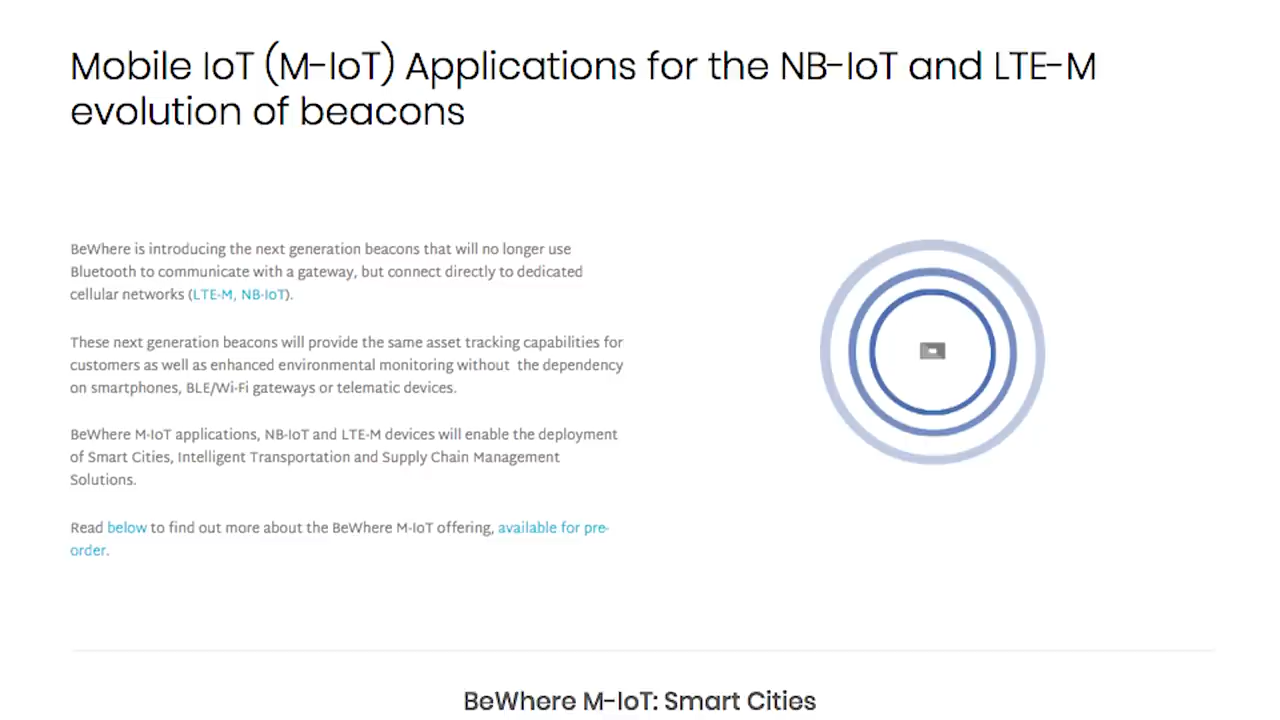 Mobile IoT (M-IoT) Applications for the NB-IoT and LTE-M
evolution of beacons
BeWhere is introducing the next generation beacons that will no longer use
Bluetooth to communicate with a gateway, but connect directly to dedicated
cellular networks (LTE-M, NB-IoT).
These next generation beacons will provide the same asset tracking capabilities for
customers as well as enhanced environmental monitoring without the dependency
on smartphones, BLE/Wi-Fi gateways or telematic devices.
BeWhere M-IoT applications, NB-IoT and LTE-M devices will enable the deployment
of Smart Cities, Intelligent Transportation and Supply Chain Management
Solutions.
Read below to find out more about the BeWhere M-IoT offering, available for pre-
order.
BeWhere M-IoT: Smart Cities